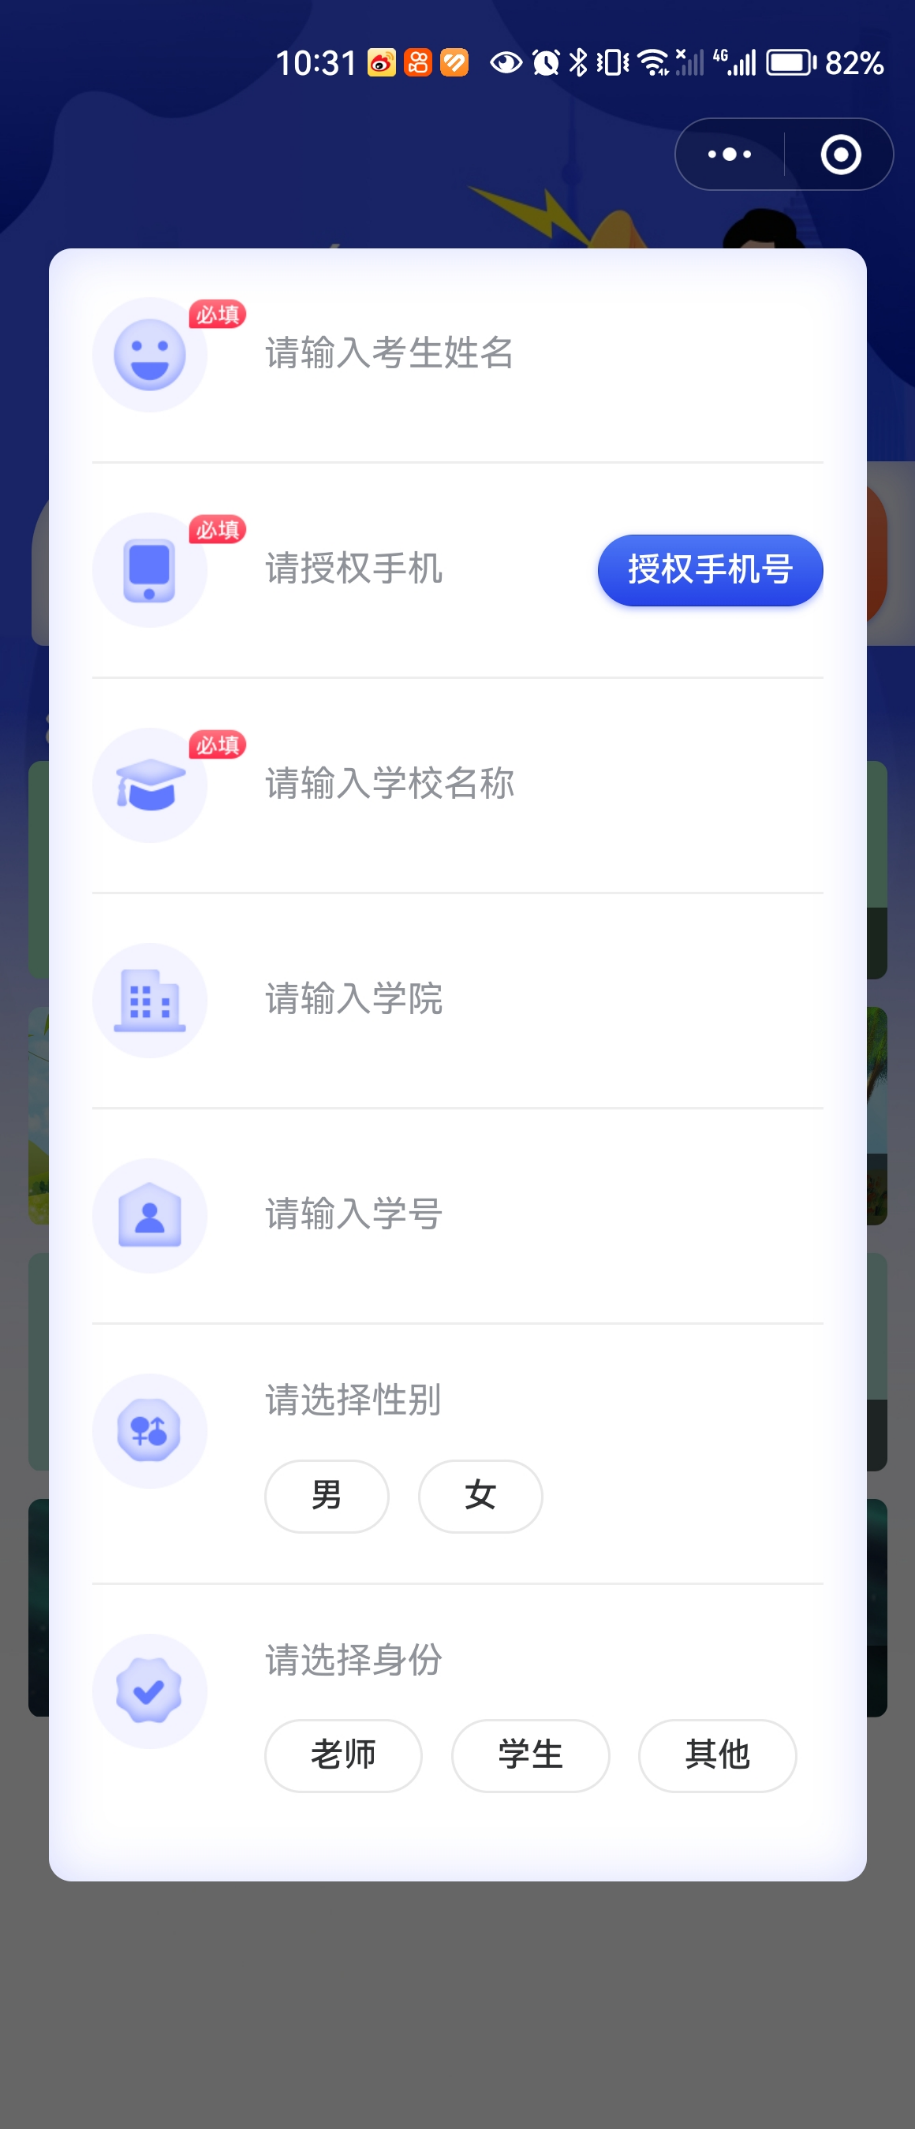 10:31 4G 82%
必填
请输入考生姓名
必填
请授权手机 授权手机号
必填
请输入学校名称
请输入学院
请输入学号
请选择性别
男 女
请选择身份
老师 学生 其他